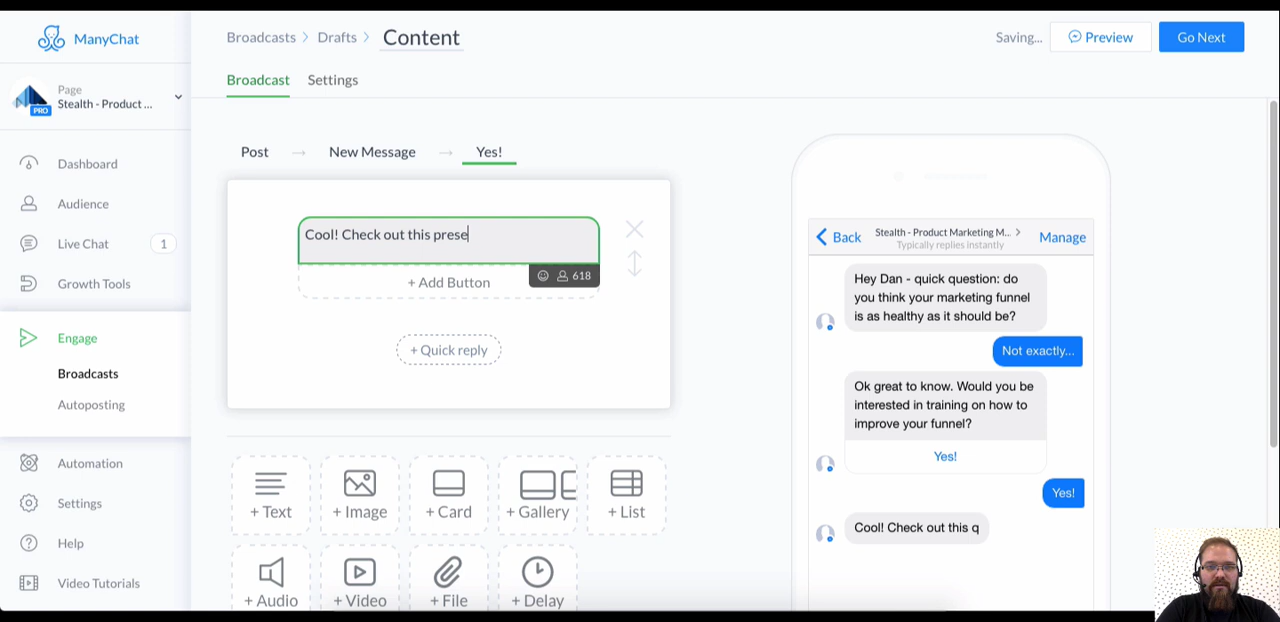 ManyChat
Page
Stealth - Product ...
PRO
Dashboard
Audience
Live Chat 1
Growth Tools
Engage
Broadcasts
Autoposting
Automation
Settings
Help
Video Tutorials
Broadcasts > Drafts > Content
Saving... Preview Go Next
Broadcast Settings
Post → New Message → Yes!
Cool! Check out this prese
618
+ Add Button
+ Quick reply
+ Text + Image + Card + Gallery + List
+ Audio + Video + File + Delay
Back Stealth - Product Marketing M... > Manage
Typically replies instantly
Hey Dan - quick question: do
you think your marketing funnel
is as healthy as it should be?
Not exactly...
Ok great to know. Would you be
interested in training on how to
improve your funnel?
Yes!
Yes!
Cool! Check out this q